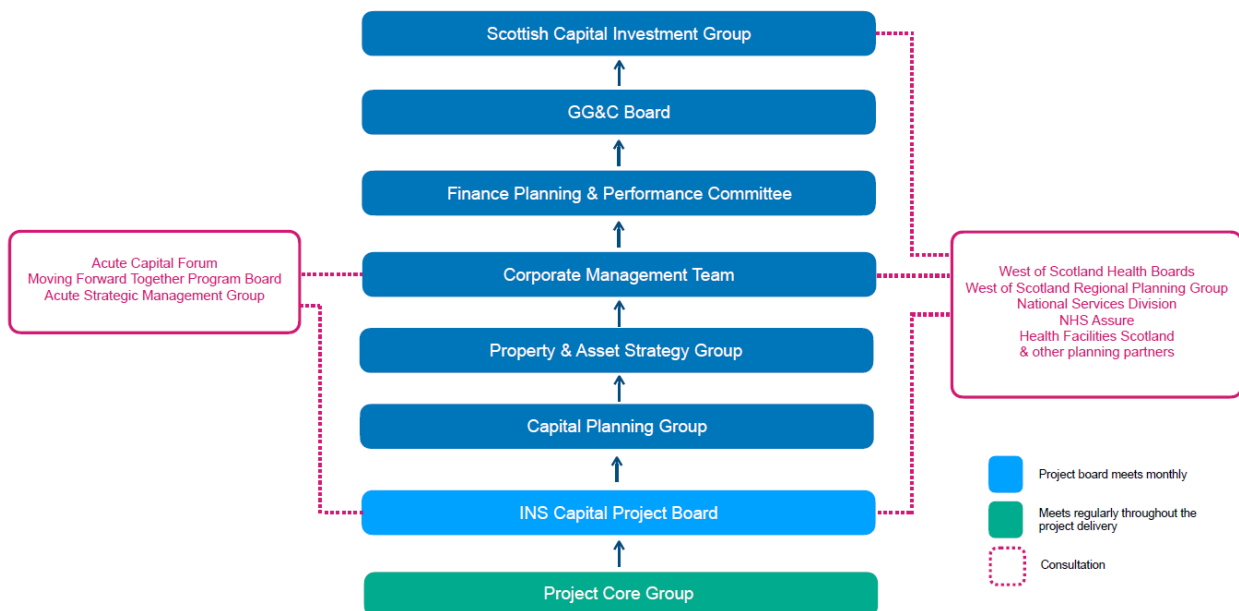 Scottish Capital Investment Group
GG&C Board
Finance Planning & Performance Committee
Acute Capital Forum
Moving Forward Together Program Board
Acute Strategic Management Group
Corporate Management Team
West of Scotland Health Boards
West of Scotland Regional Planning Group
National Services Division
NHS Assure
Health Facilities Scotland
& other planning partners
Property & Asset Strategy Group
Capital Planning Group
INS Capital Project Board
Project Core Group
Project board meets monthly
Meets regularly throughout the
project delivery
Consultation